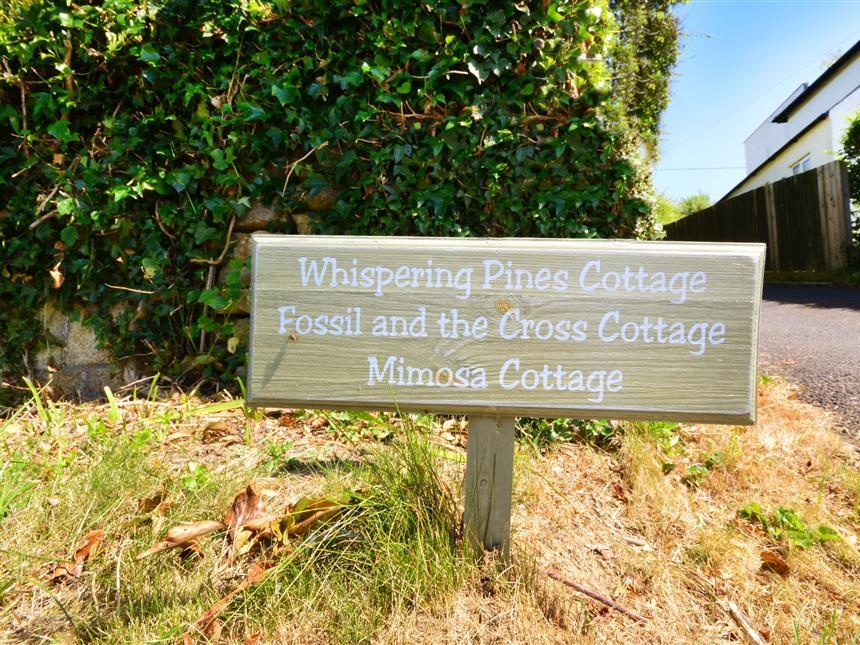 Whispering Pines Cottage
Fossil and the Cross Cottage
Mimosa Cottage